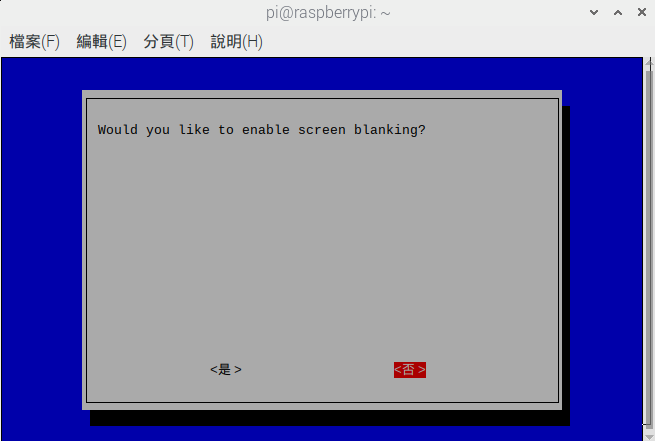 pi@raspberrypi: ~
檔案(F) 編輯(E) 分頁(T) 說明(H)
Would you like to enable screen blanking?
<是> <否>